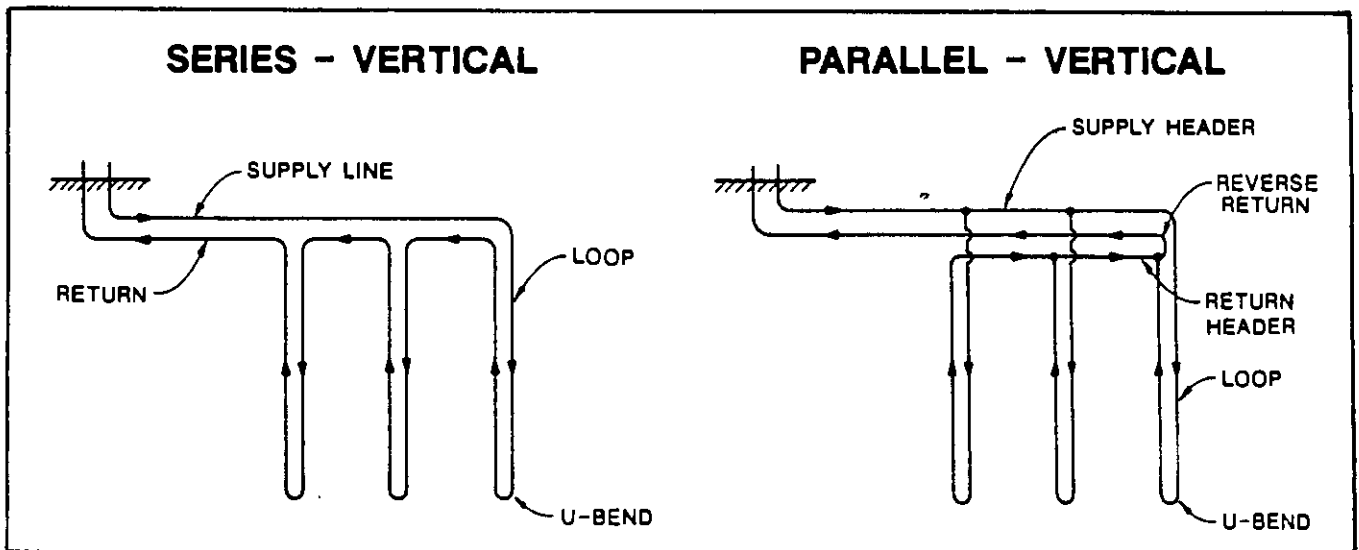 SERIES – VERTICAL
SUPPLY LINE
RETURN
LOOP
U-BEND
PARALLEL – VERTICAL
SUPPLY HEADER
REVERSE
RETURN
RETURN
HEADER
LOOP
U-BEND